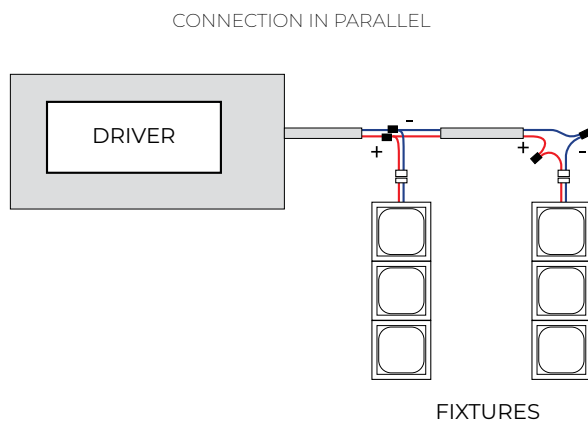 CONNECTION IN PARALLEL
DRIVER
-
+
+
-
FIXTURES